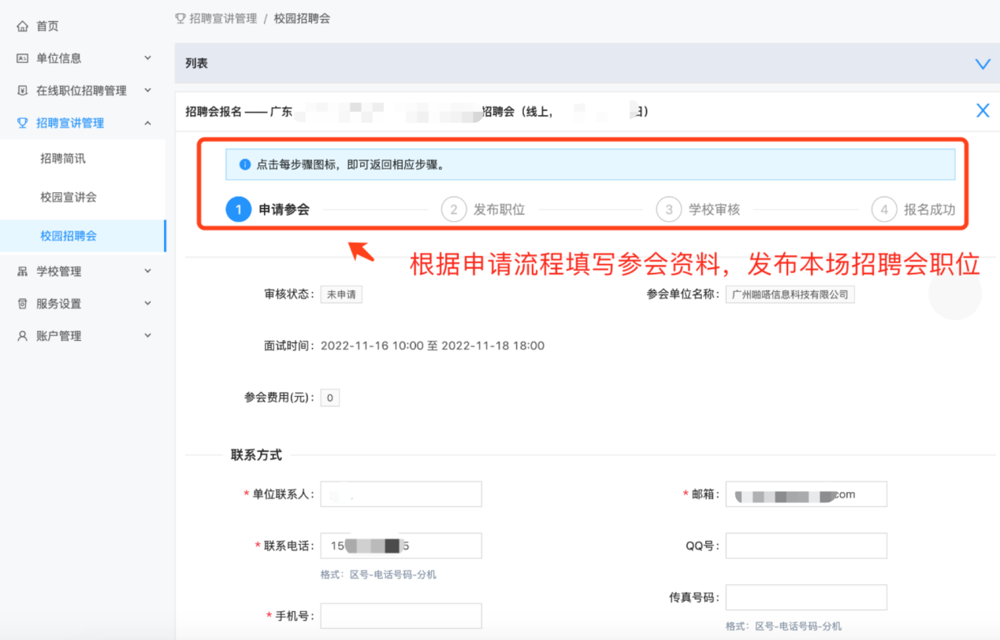 首页
单位信息
在线职位招聘管理
招聘宣讲管理
招聘简讯
校园宣讲会
校园招聘会
学校管理
服务设置
账户管理
招聘宣讲管理 / 校园招聘会
列表
招聘会报名 —— 广东 招聘会（线上， 日）
点击每步骤图标，即可返回相应步骤。
1 申请参会 2 发布职位 3 学校审核 4 报名成功
根据申请流程填写参会资料，发布本场招聘会职位
审核状态： 未申请 参会单位名称： 广州啪嗒信息科技有限公司
面试时间： 2022-11-16 10:00 至 2022-11-18 18:00
参会费用(元)： 0
联系方式
* 单位联系人： * 邮箱： com
* 联系电话： 15 5 QQ号：
格式：区号-电话号码-分机
传真号码：
* 手机号：
格式：区号-电话号码-分机